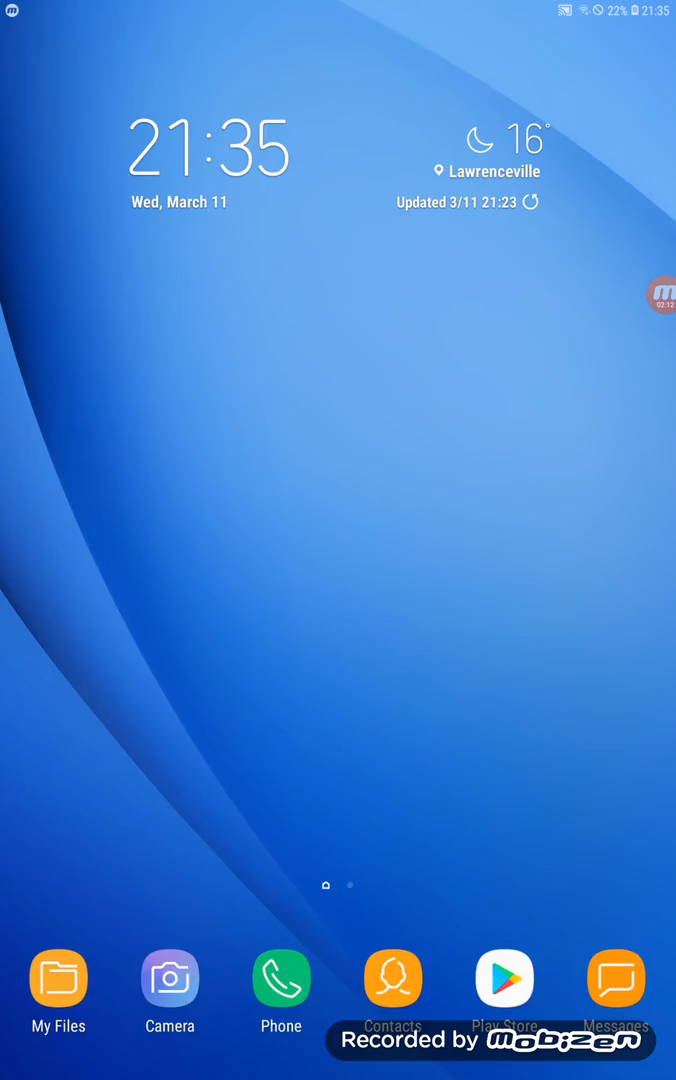 22% 21:35
21:35
16°
Lawrenceville
Wed, March 11
Updated 3/11 21:23
02:12
My Files
Camera
Phone
Contacts
Play Store
Messages
Recorded by mobizen